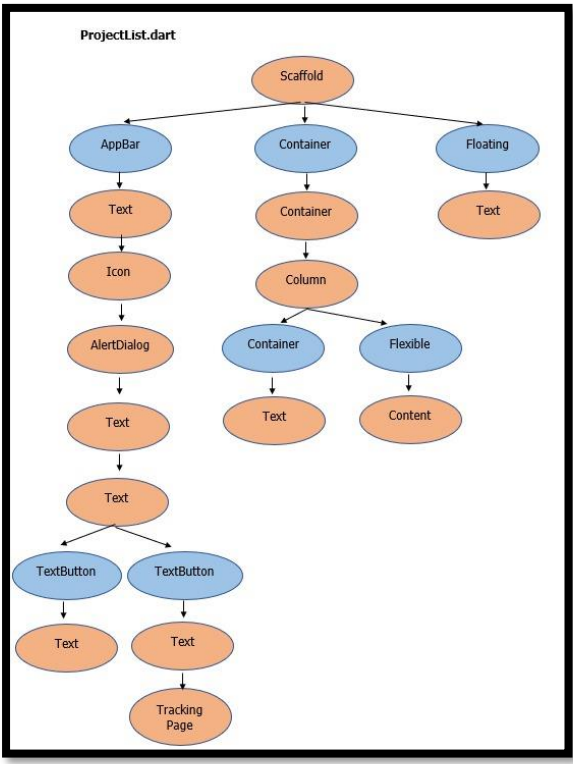 ProjectList.dart
Scaffold
AppBar
Container
Floating
Text
Container
Text
Icon
Column
AlertDialog
Container
Flexible
Text
Text
Content
Text
TextButton
TextButton
Text
Text
Tracking
Page